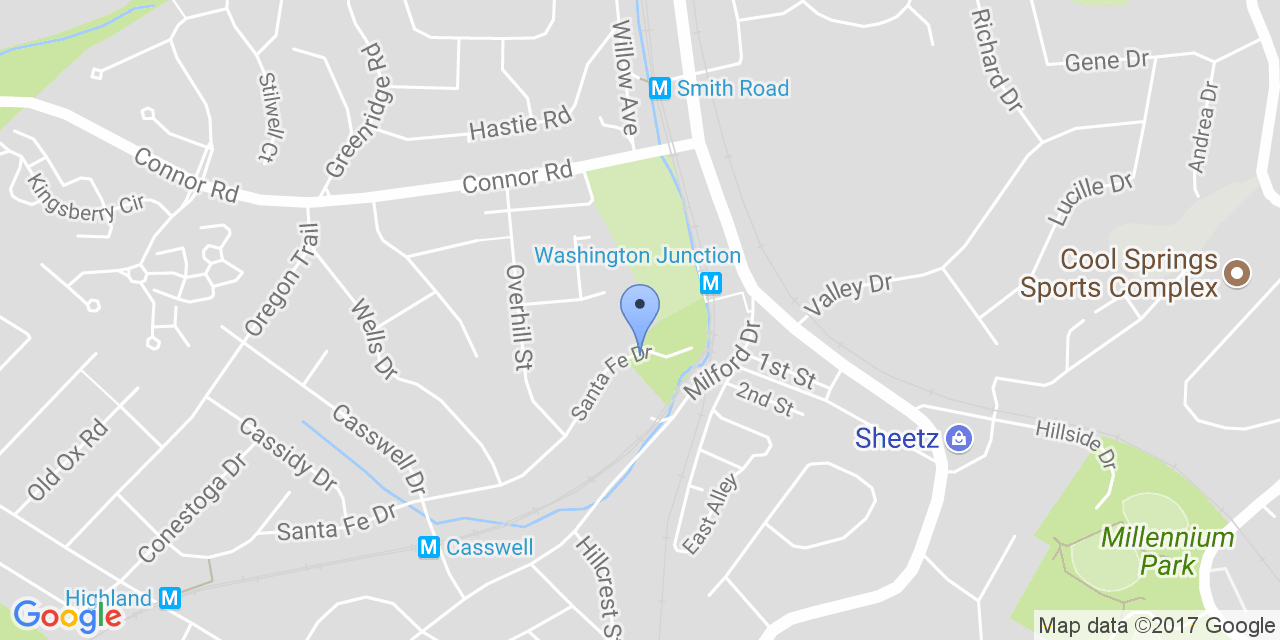 Willow Ave
Richard Dr
Gene Dr
Greenridge Rd
Stilwell Ct
M Smith Road
Andrea Dr
Hastie Rd
Connor Rd
Connor Rd
Kingsberry Cir
Lucille Dr
Oregon Trail
Washington Junction
M
Cool Springs
Sports Complex
Overhill St
Valley Dr
Wells Dr
Santa Fe Dr
Milford Dr
1st St
2nd St
Old Ox Rd
Cassidy Dr
Casswell Dr
Conestoga Dr
Sheetz
Hillside Dr
Santa Fe Dr
East Alley
M Casswell
Hillcrest S
Millennium
Park
Highland M
Google
Map data ©2017 Google